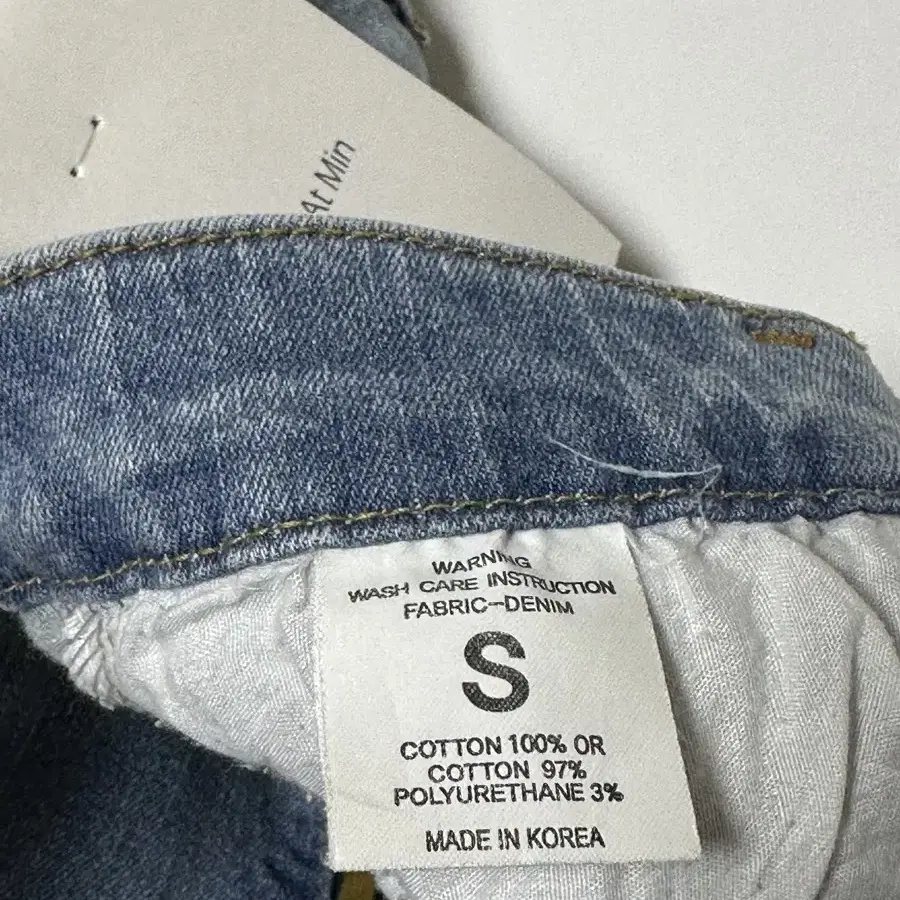 At Min
WARNING
WASH CARE INSTRUCTION
FABRIC-DENIM
S
COTTON 100% OR
COTTON 97%
POLYURETHANE 3%
MADE IN KOREA